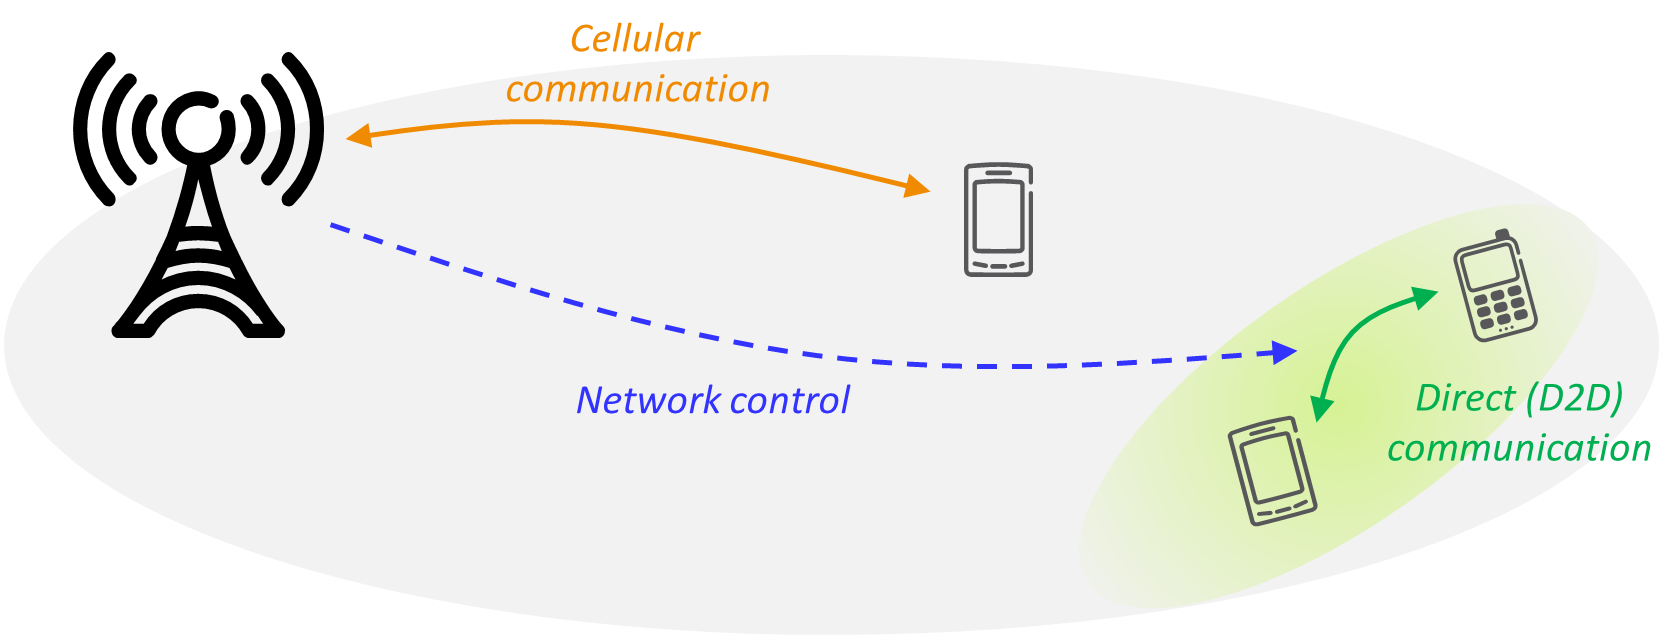 Cellular
communication
Network control
Direct (D2D)
communication